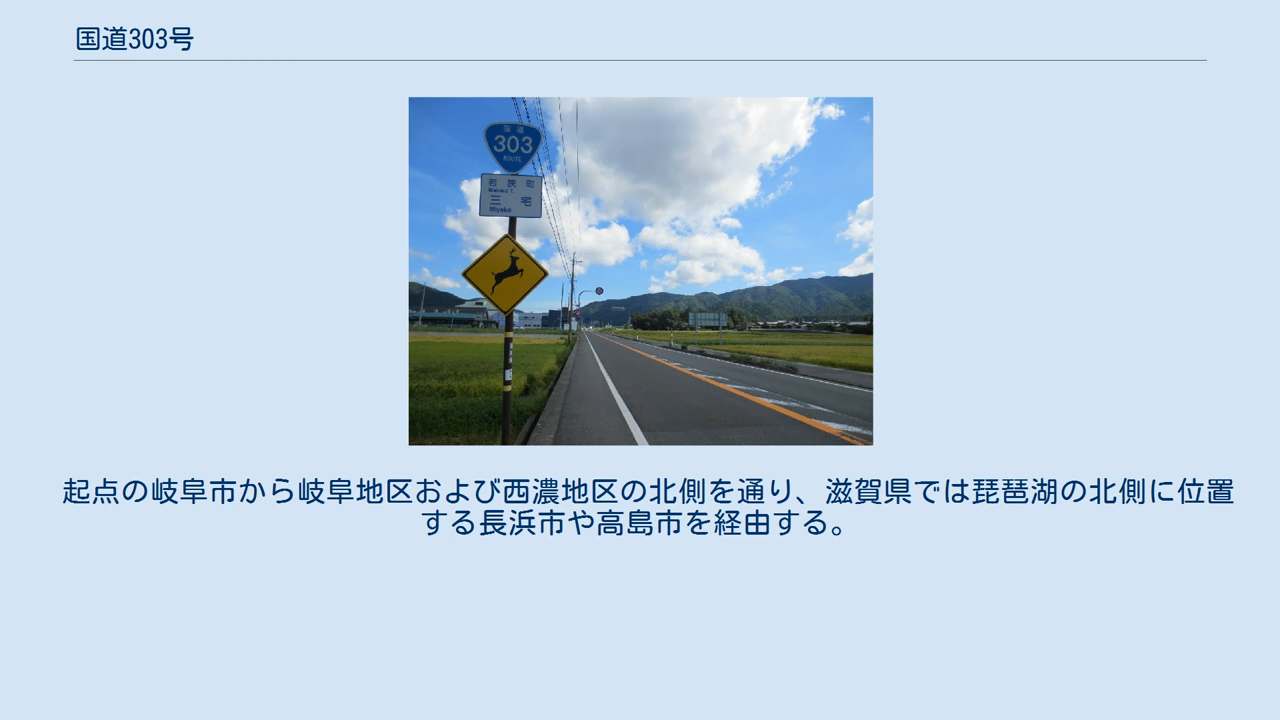 国道303号
国道
303
ROUTE
若狭町
Wakasa T.
三宅
Miyake
起点の岐阜市から岐阜地区および西濃地区の北側を通り、滋賀県では琵琶湖の北側に位置
する長浜市や高島市を経由する。